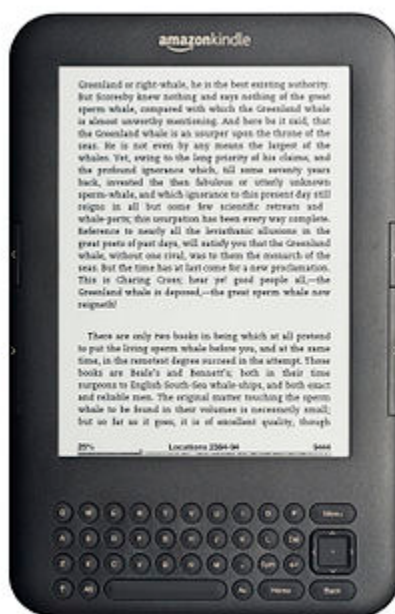 amazonkindle
Greenland or right-whale, he is the best existing authority.
But Scoresby knew nothing and says nothing of the great
sperm whale, compared with which the Greenland whale
is almost unworthy mentioning. And here be it said, that
the Greenland whale is an usurper upon the throne of the
seas. He is not even by any means the largest of the
whales. Yet, owing to the long priority of his claims, and
the profound ignorance which, till some seventy years
back, invested the then fabulous or utterly unknown
sperm-whale, and which ignorance to this present day still
reigns in all but some few scientific retreats and
whale-ports; this usurpation has been every way complete.
Reference to nearly all the leviathanic allusions in the
great poets of past days, will satisfy you that the Greenland
whale, without one rival, was to them the monarch of the
seas. But the time has at last come for a new proclamation.
This is Charing Cross; hear ye! good people all,—the
Greenland whale is deposed,—the great sperm whale now
reigneth!
There are only two books in being which at all pretend
to put the living sperm whale before you, and at the same
time, in the remotest degree succeed in the attempt. Those
books are Beale's and Bennett's; both in their time
surgeons to English South-Sea whale-ships, and both exact
and reliable men. The original matter touching the sperm
whale to be found in their volumes is necessarily small;
but so far as it goes, it is of excellent quality, though
25% Locations 2384-94 9444
Q W E R T Y U I O P Menu
A S D F G H J K L Del
Z X C V B N M . Sym
Alt Aa Home Back